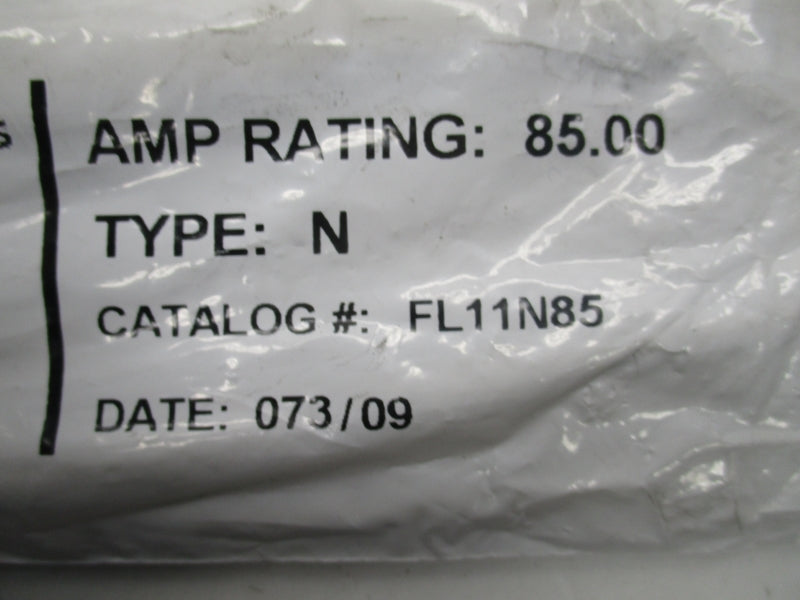 AMP RATING: 85.00
TYPE: N
CATALOG #: FL11N85
DATE: 073/09